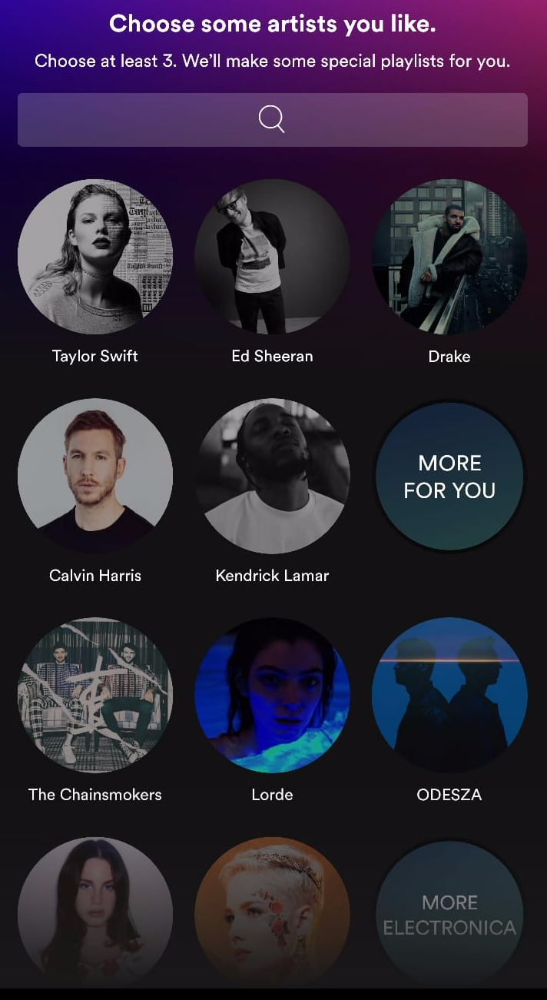 Choose some artists you like.
Choose at least 3. We'll make some special playlists for you.
Taylor Swift
Ed Sheeran
Drake
Calvin Harris
Kendrick Lamar
MORE
FOR YOU
The Chainsmokers
Lorde
ODESZA
MORE
ELECTRONICA